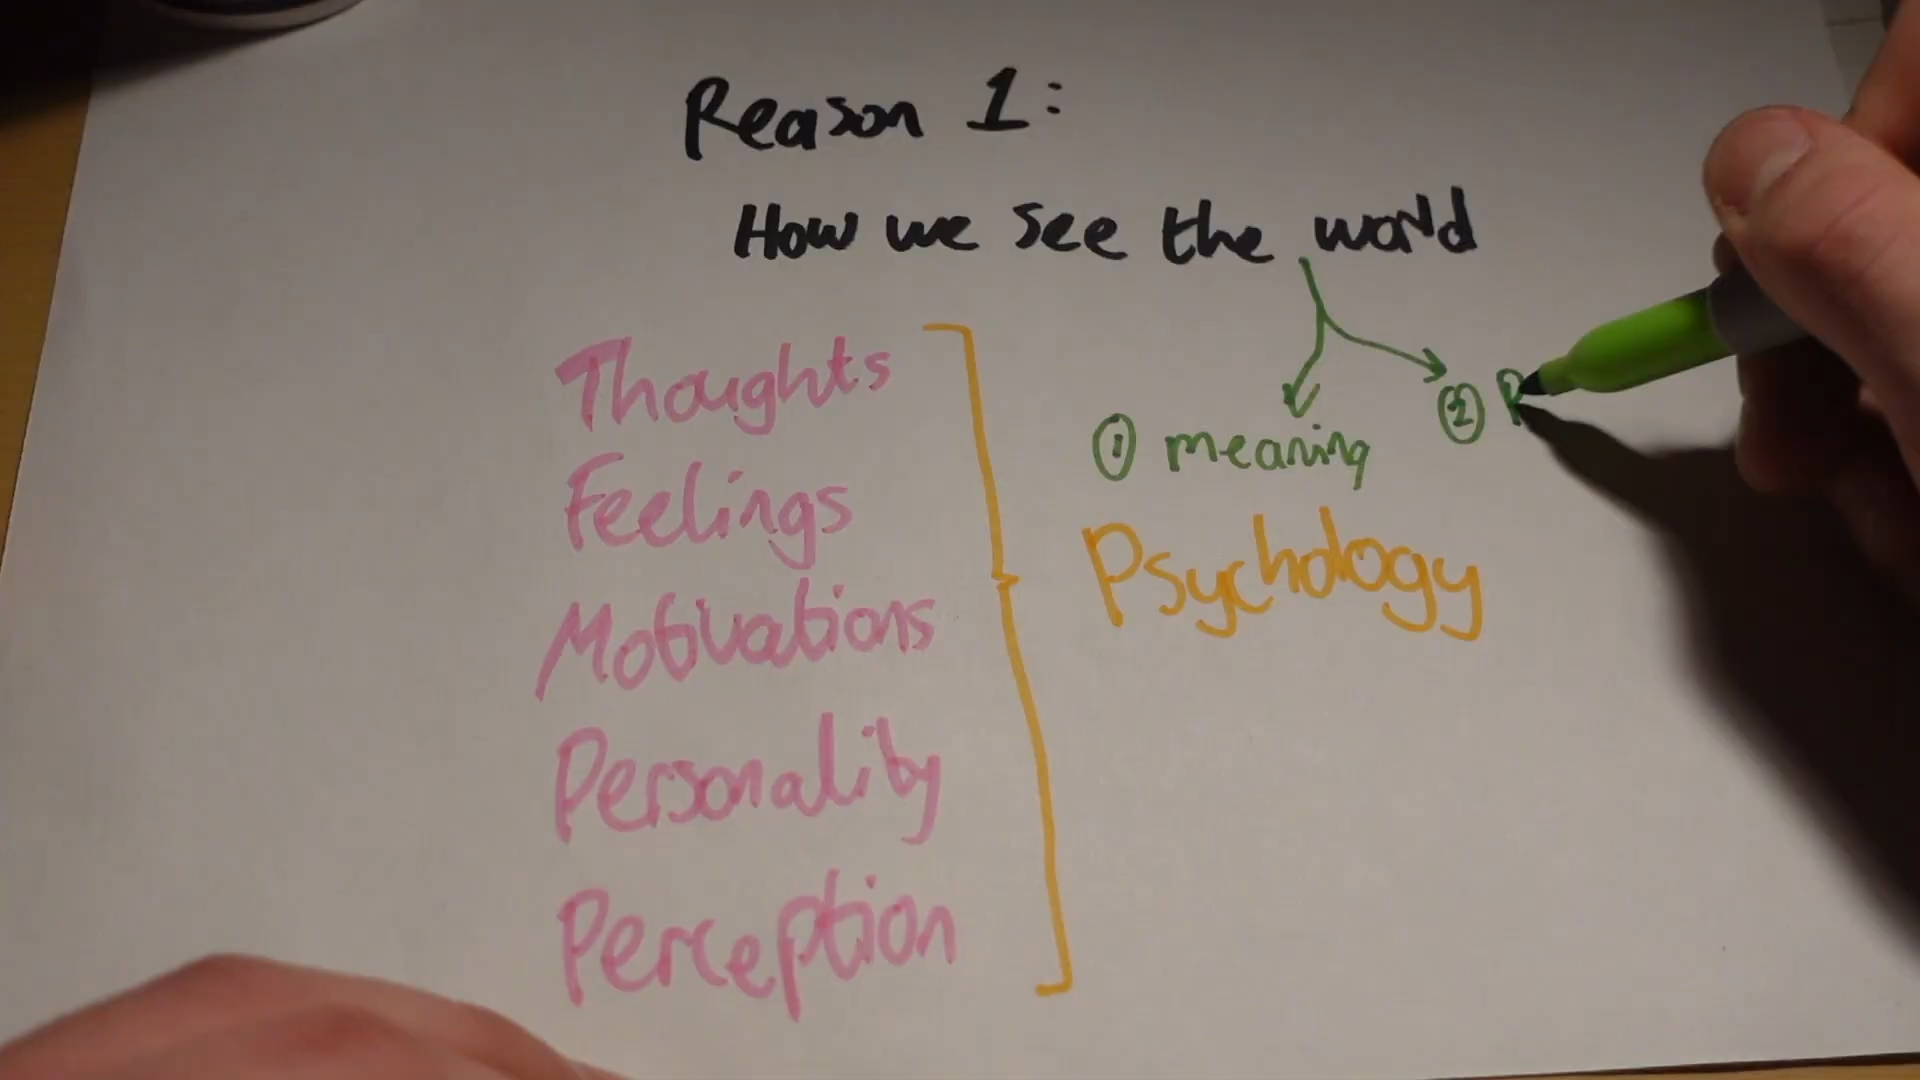 Reason 1:
How we see the world
Thoughts
Feelings
Motivations
Personality
Perception
① meaning
② P
Psychology